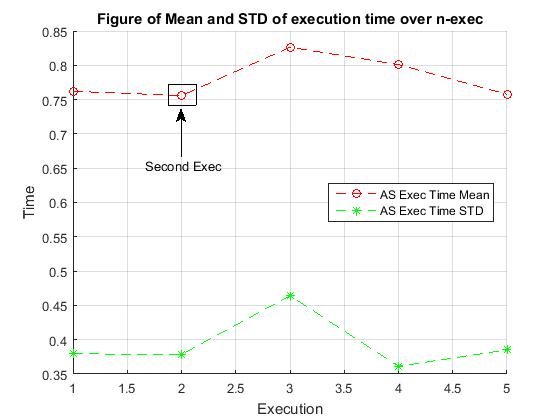 Figure of Mean and STD of execution time over n-exec
0.85
0.8
0.75
0.7
0.65
0.6
0.55
0.5
0.45
0.4
0.35
Time
Second Exec
AS Exec Time Mean
AS Exec Time STD
1 1.5 2 2.5 3 3.5 4 4.5 5
Execution